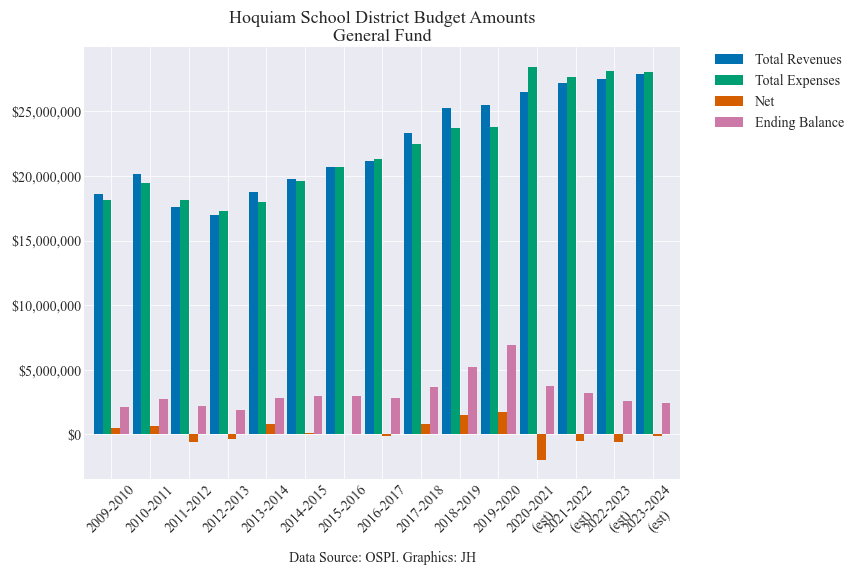 Hoquiam School District Budget Amounts
General Fund
Total Revenues
Total Expenses
Net
Ending Balance
$25,000,000
$20,000,000
$15,000,000
$10,000,000
$5,000,000
$0
2009-2010
2010-2011
2011-2012
2012-2013
2013-2014
2014-2015
2015-2016
2016-2017
2017-2018
2018-2019
2019-2020
2020-2021
(est)
2021-2022
(est)
2022-2023
(est)
2023-2024
(est)
Data Source: OSPI. Graphics: JH